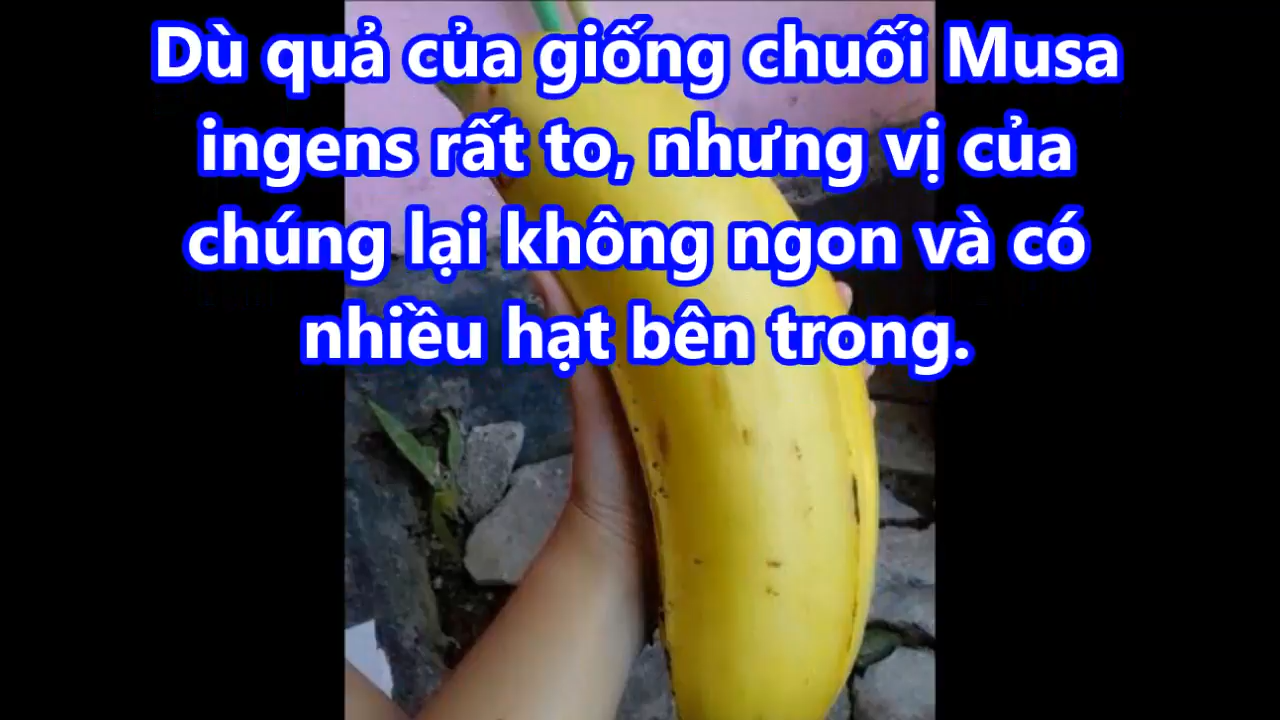 Dù quả của giống chuối Musa
ingens rất to, nhưng vị của
chúng lại không ngon và có
nhiều hạt bên trong.